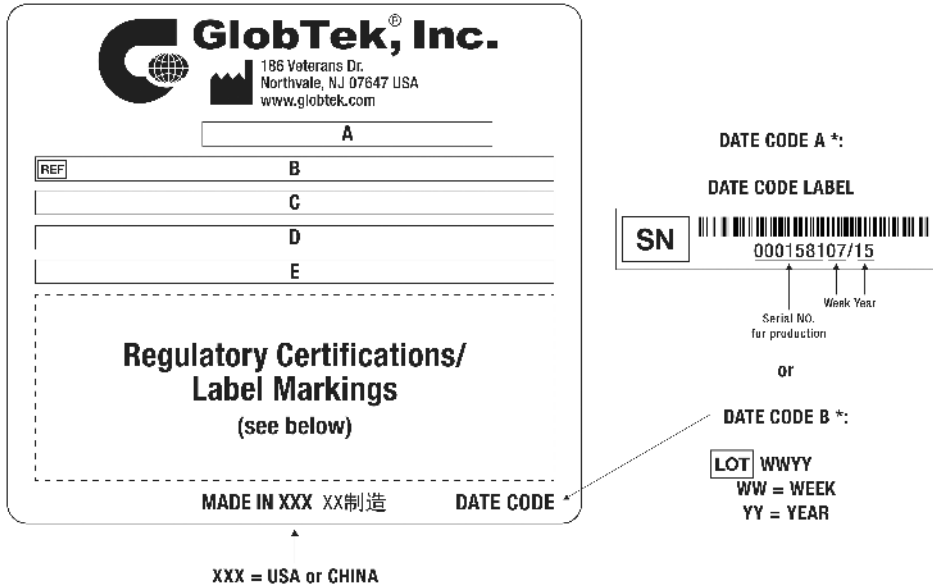 GlobTek,® Inc.
186 Veterans Dr.
Northvale, NJ 07647 USA
www.globtek.com
A
REF B
C
D
E
Regulatory Certifications/
Label Markings
(see below)
MADE IN XXX XX制造 DATE CODE
XXX = USA or CHINA
DATE CODE A *:
DATE CODE LABEL
SN
000158107/15
Week Year
Serial NO.
for production
or
DATE CODE B *:
LOT WWYY
WW = WEEK
YY = YEAR